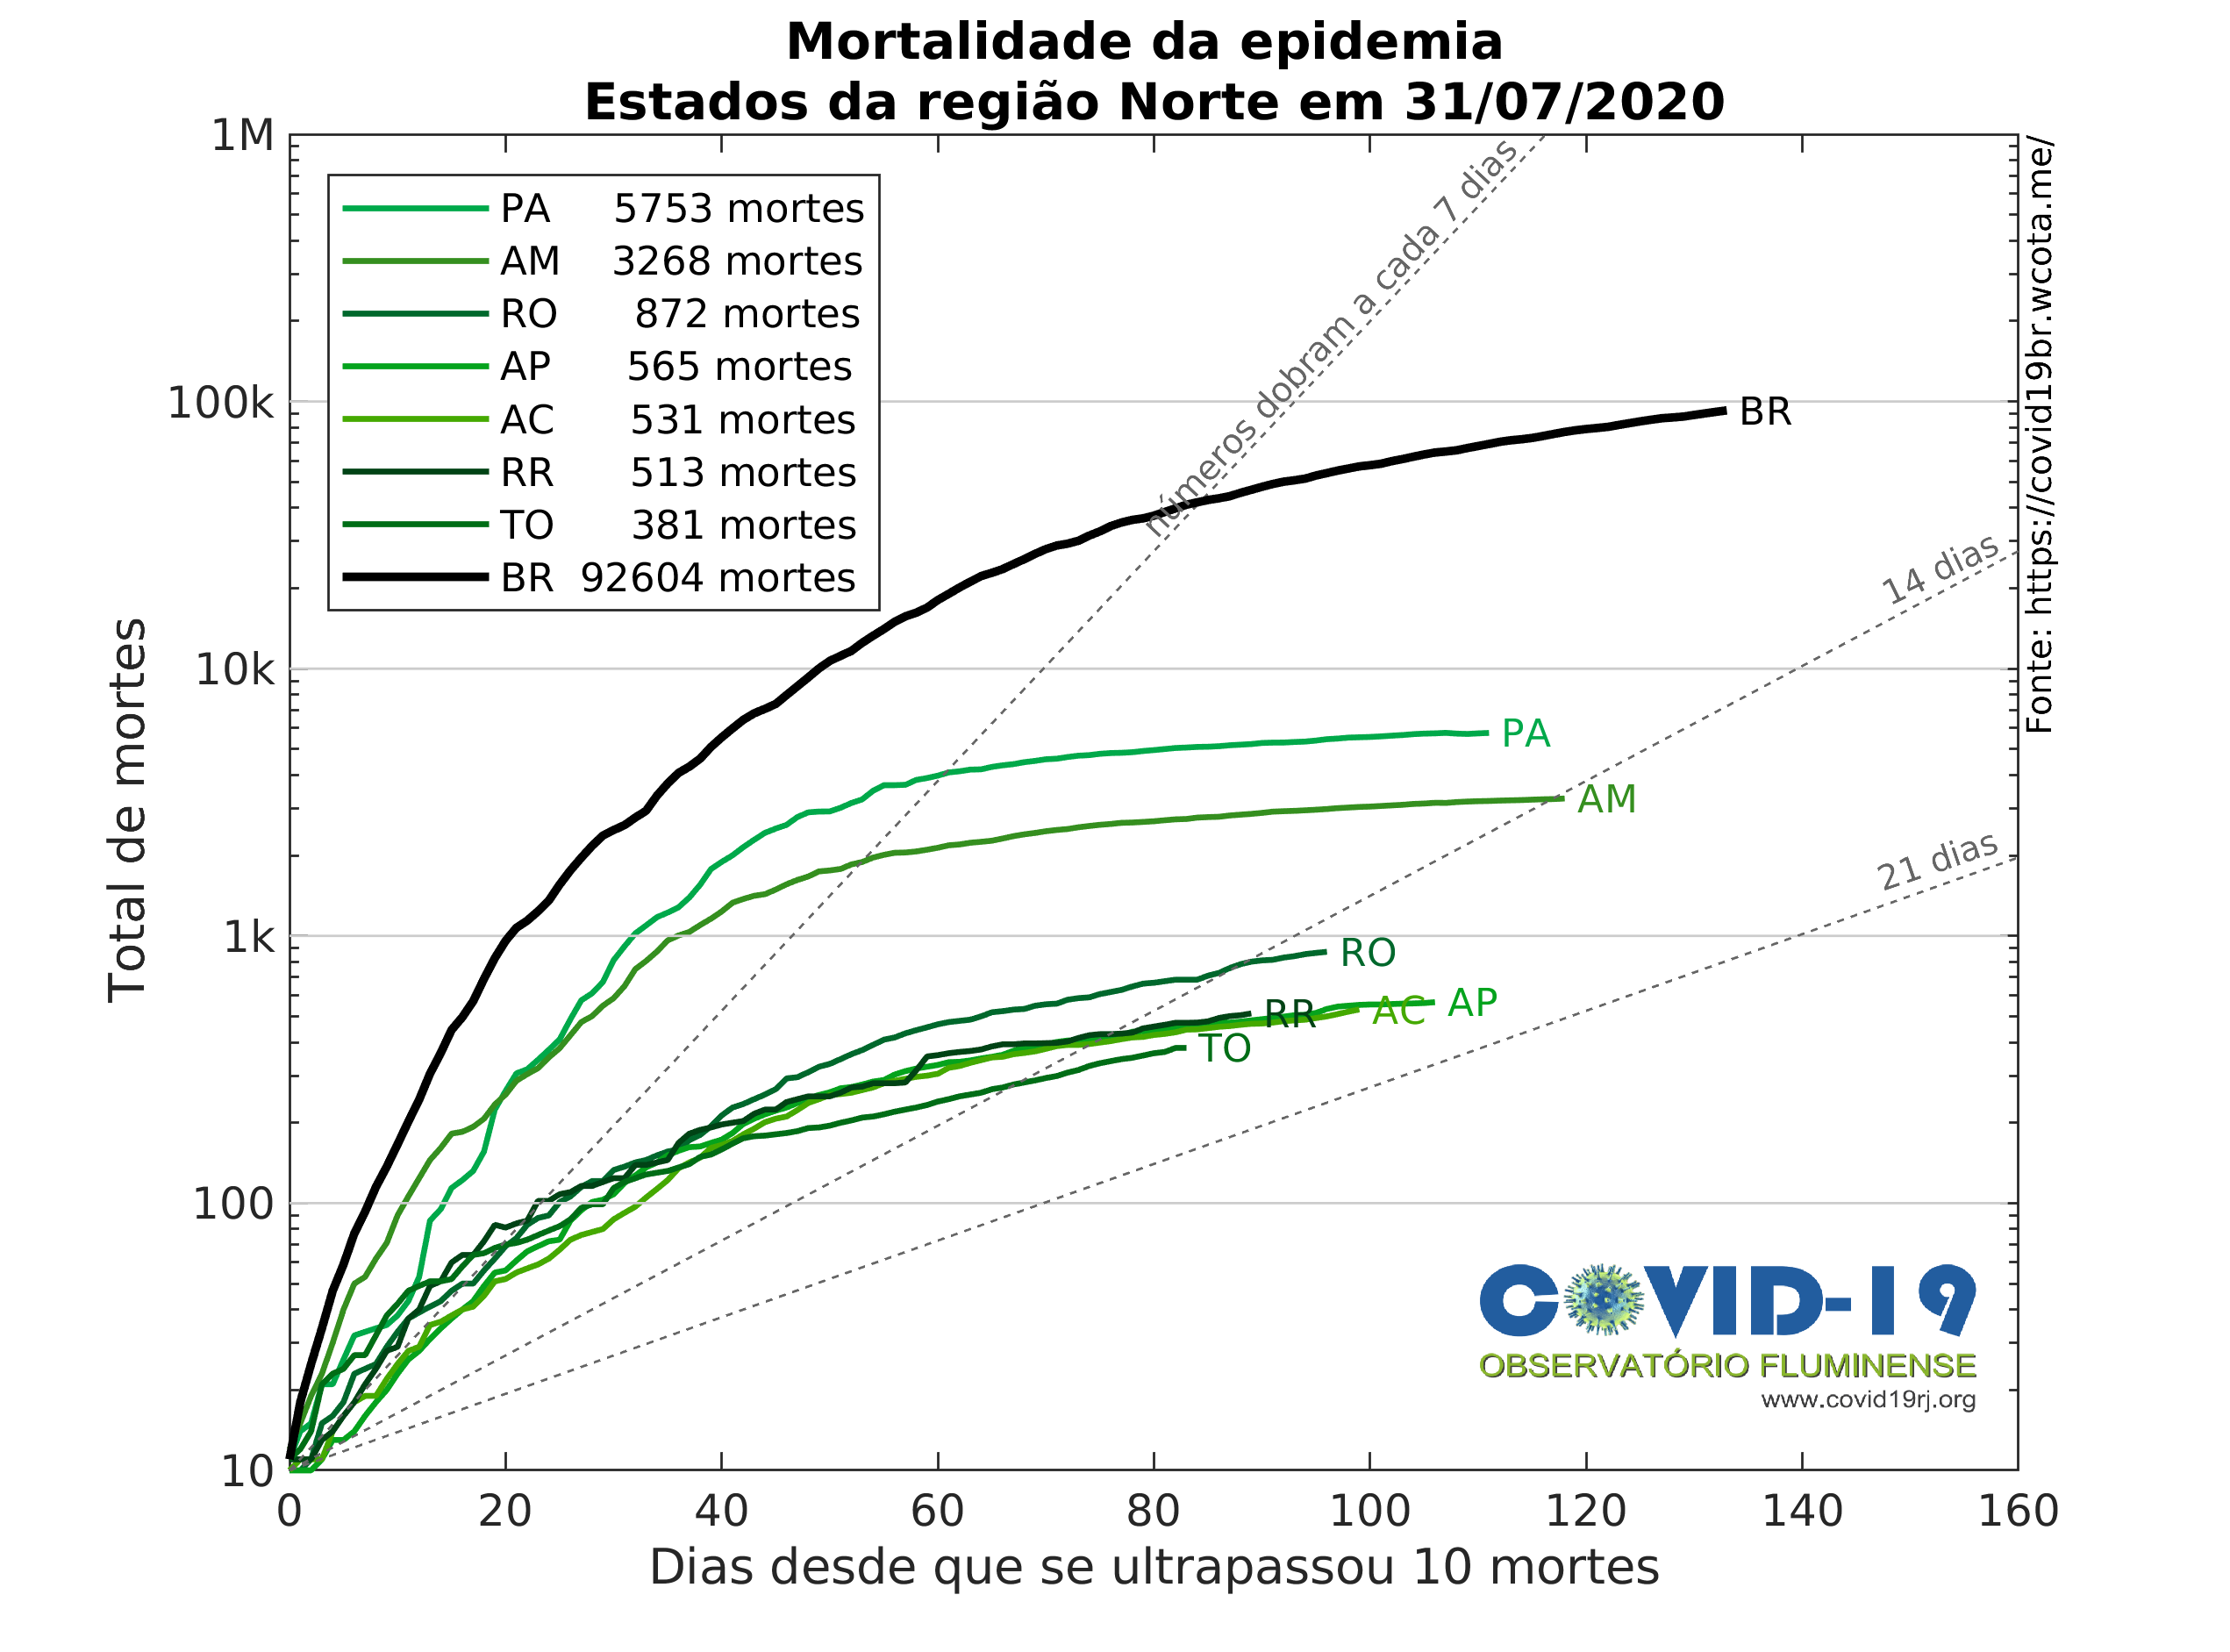 Mortalidade da epidemia
Estados da região Norte em 31/07/2020
1M
100k
10k
1k
100
10
Total de mortes
PA 5753 mortes
AM 3268 mortes
RO 872 mortes
AP 565 mortes
AC 531 mortes
RR 513 mortes
TO 381 mortes
BR 92604 mortes
números dobram a cada 7 dias
14 dias
21 dias
BR
PA
AM
RO
AP
AC
RR
TO
Fonte: https://covid19br.wcota.me/
COVID-19
OBSERVATÓRIO FLUMINENSE
www.covid19rj.org
0 20 40 60 80 100 120 140 160
Dias desde que se ultrapassou 10 mortes